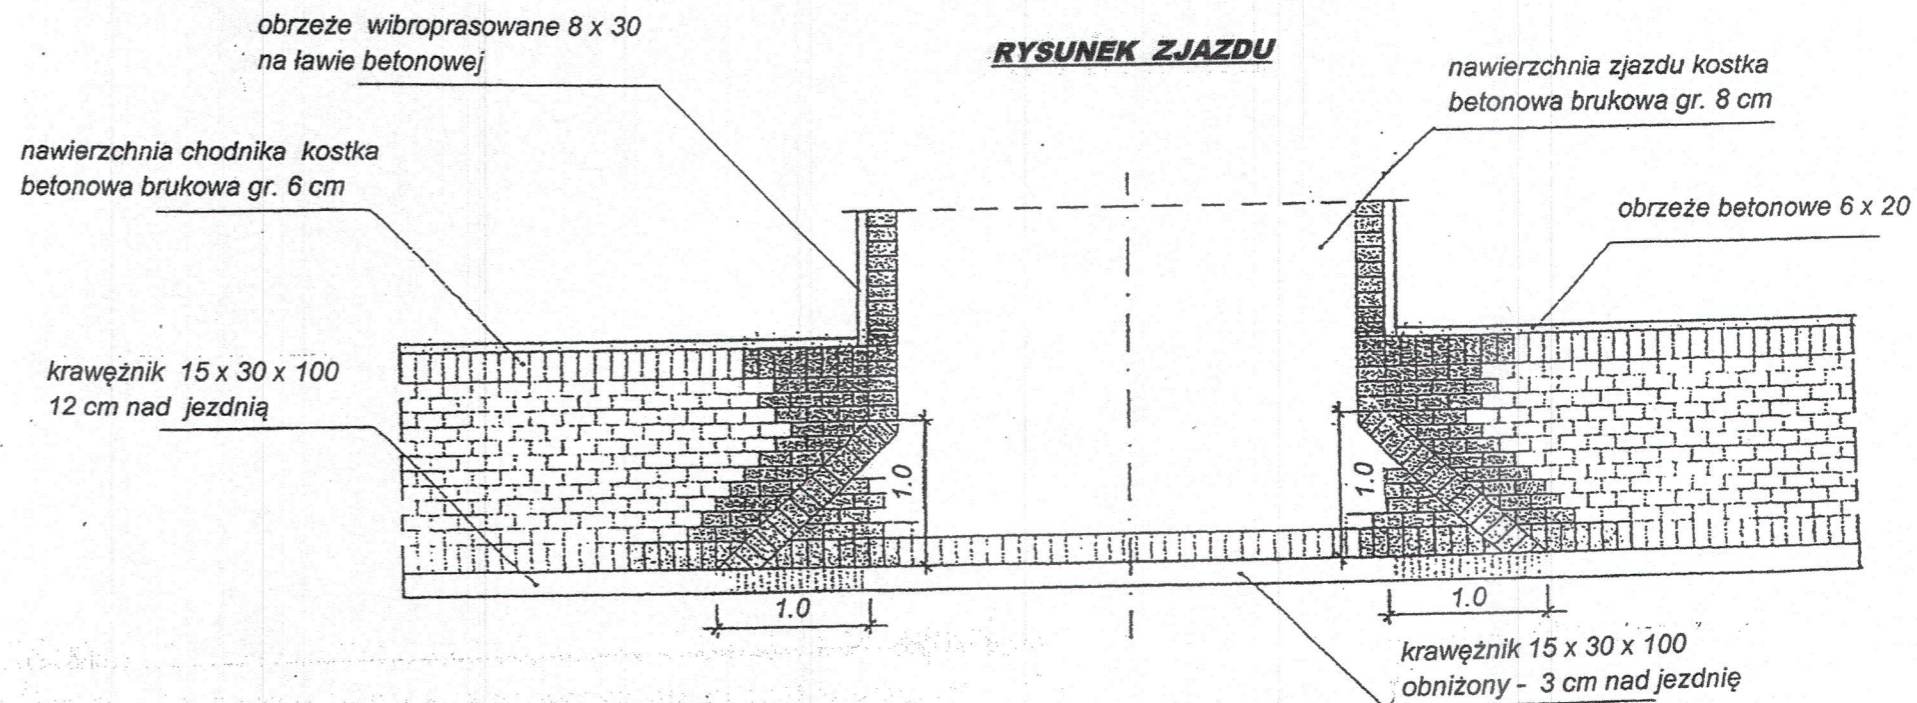 RYSUNEK ZJAZDU
obrzeże wibroprasowane 8 x 30
na ławie betonowej
nawierzchnia zjazdu kostka
betonowa brukowa gr. 8 cm
nawierzchnia chodnika kostka
betonowa brukowa gr. 6 cm
obrzeże betonowe 6 x 20
krawężnik 15 x 30 x 100
12 cm nad jezdnią
1.0
1.0
1.0
1.0
krawężnik 15 x 30 x 100
obniżony - 3 cm nad jezdnię